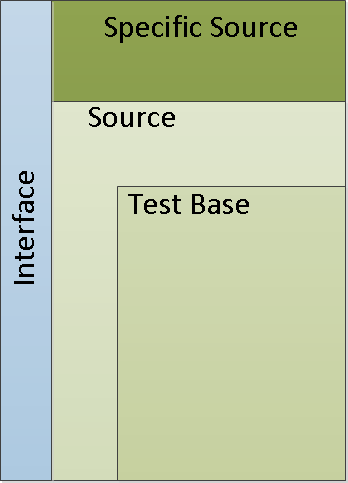 Specific Source
Source
Test Base
Interface